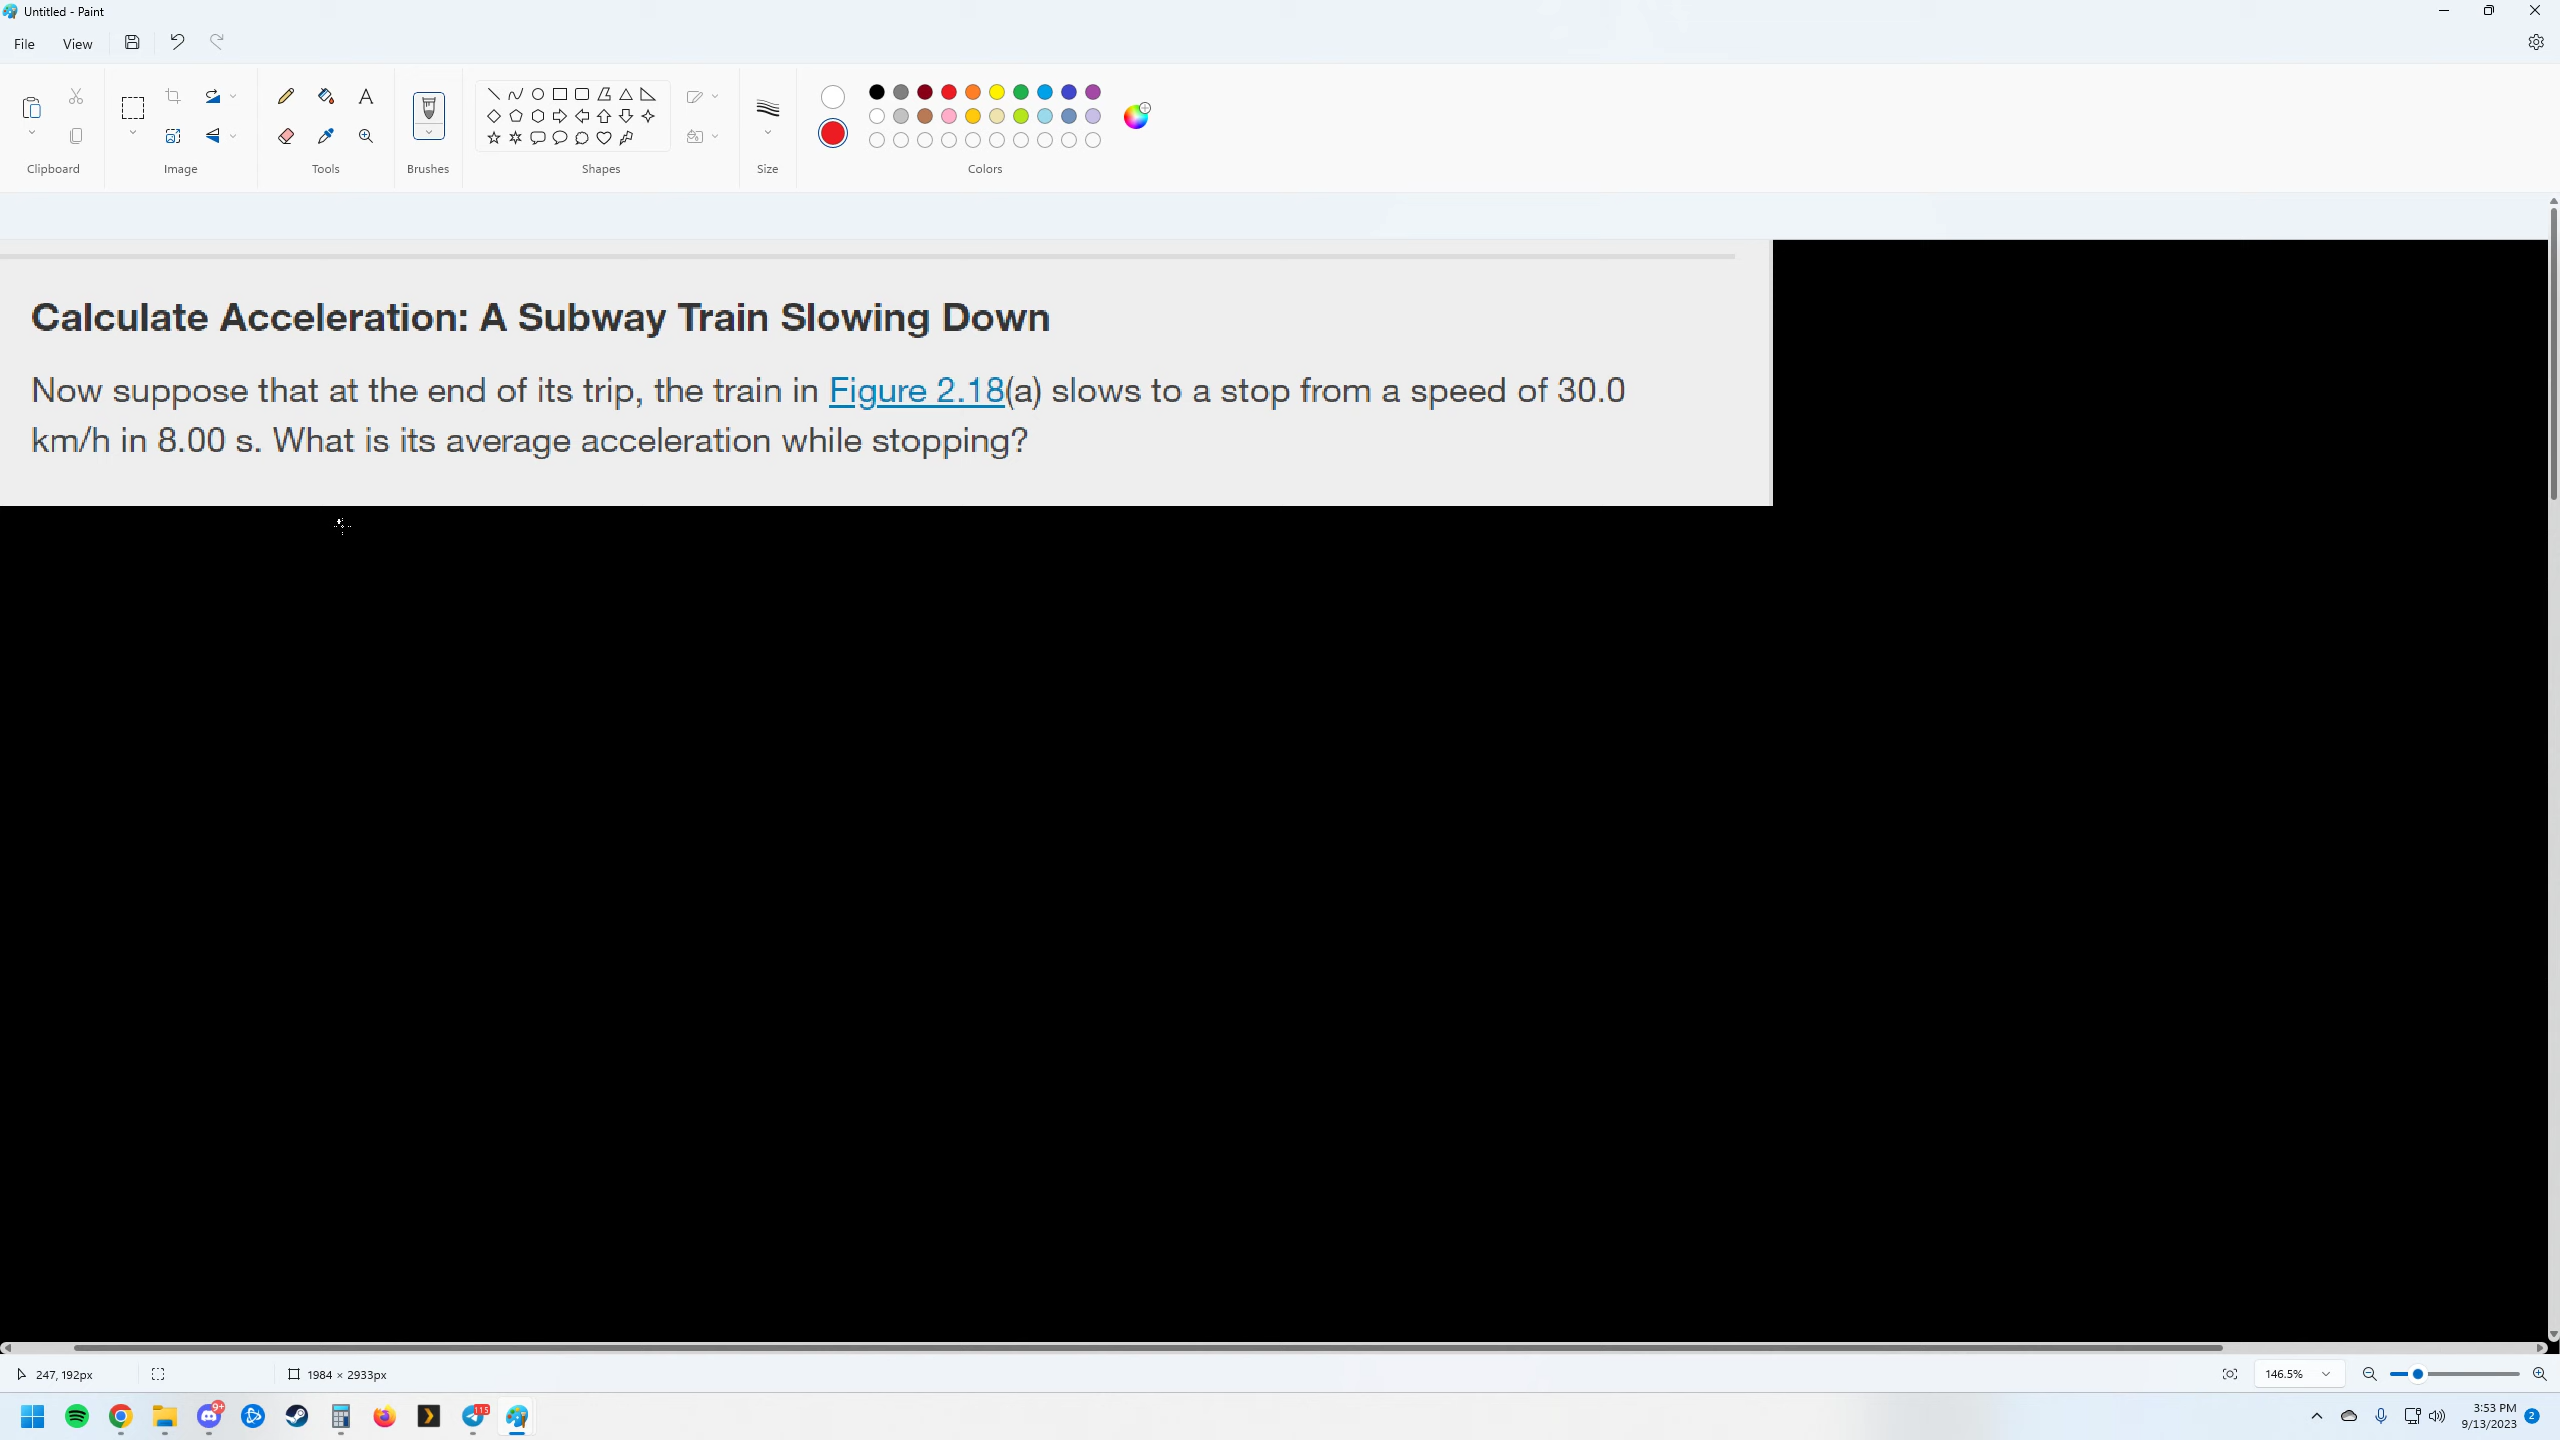 Untitled - Paint
File View
Clipboard Image Tools Brushes Shapes Size Colors
Calculate Acceleration: A Subway Train Slowing Down
Now suppose that at the end of its trip, the train in Figure 2.18(a) slows to a stop from a speed of 30.0
km/h in 8.00 s. What is its average acceleration while stopping?
247, 192px 1984 × 2933px 146.5%
9+ 115 3:53 PM
9/13/2023 2